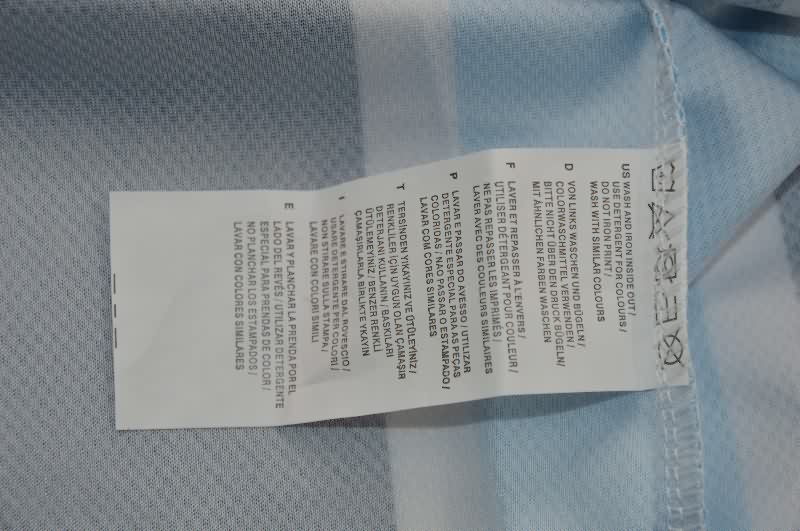 US WASH AND IRON INSIDE OUT /
USE DETERGENT FOR COLOURS /
DO NOT IRON PRINT /
WASH WITH SIMILAR COLOURS
D VON LINKS WASCHEN UND BÜGELN /
COLORWASCHMITTEL VERWENDEN /
BITTE NICHT ÜBER DEN DRUCK BÜGELN/
MIT ÄHNLICHEN FARBEN WASCHEN
F LAVER ET REPASSER À L'ENVERS /
UTILISER DÉTERGEANT POUR COULEUR /
NE PAS REPASSER LES IMPRIMÉS /
LAVER AVEC DES COULEURS SIMILAIRES
P LAVAR E PASSAR DO AVESSO / UTILIZAR
DETERGENTE ESPECIAL PARA AS PEÇAS
COLORIDAS / NAO PASSAR O ESTAMPADO /
LAVAR COM CORES SIMILARES
T TERSINDEN YIKAYINIZ VE ÜTÜLEYİNİZ /
RENKLİLER İÇİN UYGUN OLAN ÇAMAŞIR
DETERJANI KULLANIN / BASKILARI
ÜTÜLEMEYİNİZ / BENZER RENKLİ
ÇAMAŞIRLARLA BİRLİKTE YIKAYIN
I LAVARE E STIRARE DAL ROVESCIO /
USARE DETERGENTE PER COLORI /
NON STIRARE SULLA STAMPA /
LAVARE CON COLORI SIMILI
E LAVAR Y PLANCHAR LA PRENDA POR EL
LADO DEL REVÉS / UTILIZAR DETERGENTE
ESPECIAL PARA PRENDAS DE COLOR /
NO PLANCHAR LOS ESTAMPADOS /
LAVAR CON COLORES SIMILARES